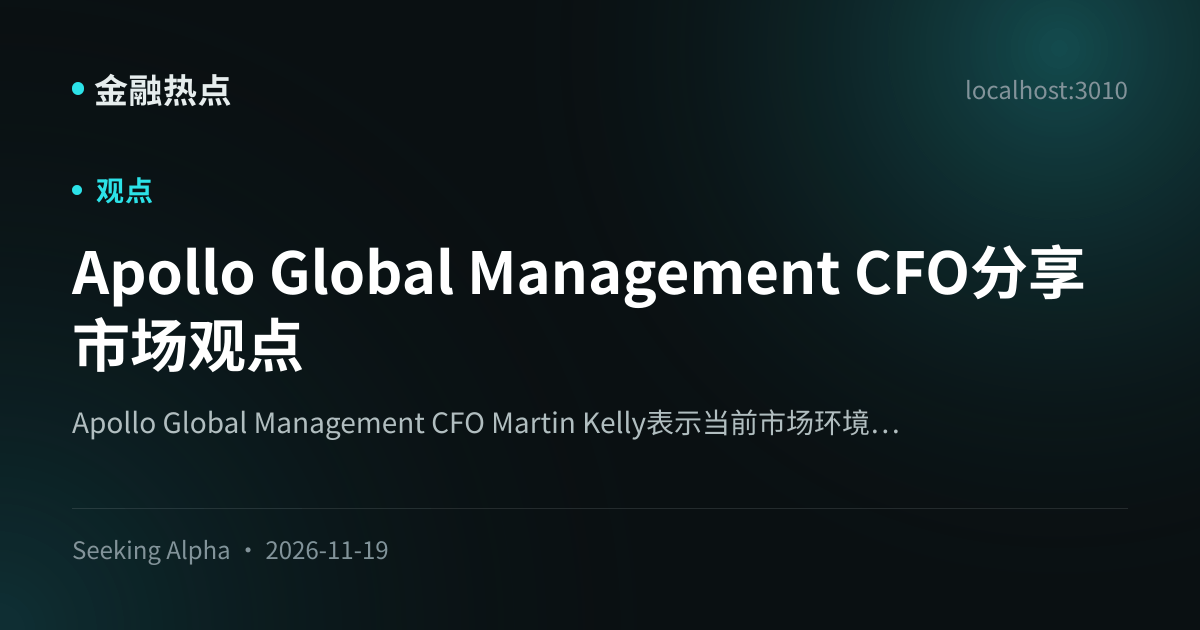 金融热点
localhost:3010
观点
Apollo Global Management CFO分享
市场观点
Apollo Global Management CFO Martin Kelly表示当前市场环境…
Seeking Alpha · 2026-11-19